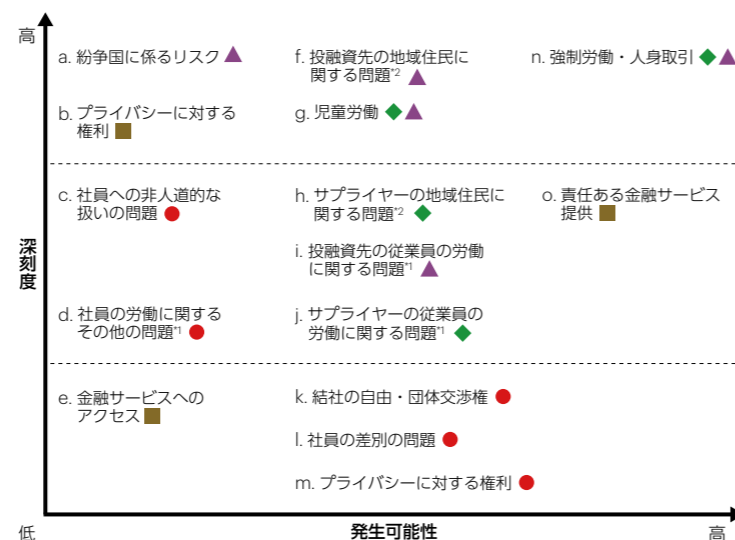 高
a. 紛争国に係るリスク
b. プライバシーに対する
権利
c. 社員への非人道的な
扱いの問題
d. 社員の労働に関する
その他の問題*1
e. 金融サービスへの
アクセス
f. 投融資先の地域住民に
関する問題*2
g. 児童労働
h. サプライヤーの地域住民に
関する問題*2
i. 投融資先の従業員の労働
に関する問題*1
j. サプライヤーの従業員の
労働に関する問題*1
k. 結社の自由・団体交渉権
l. 社員の差別の問題
m. プライバシーに対する権利
n. 強制労働・人身取引
o. 責任ある金融サービス
提供
深刻度
低
発生可能性
高